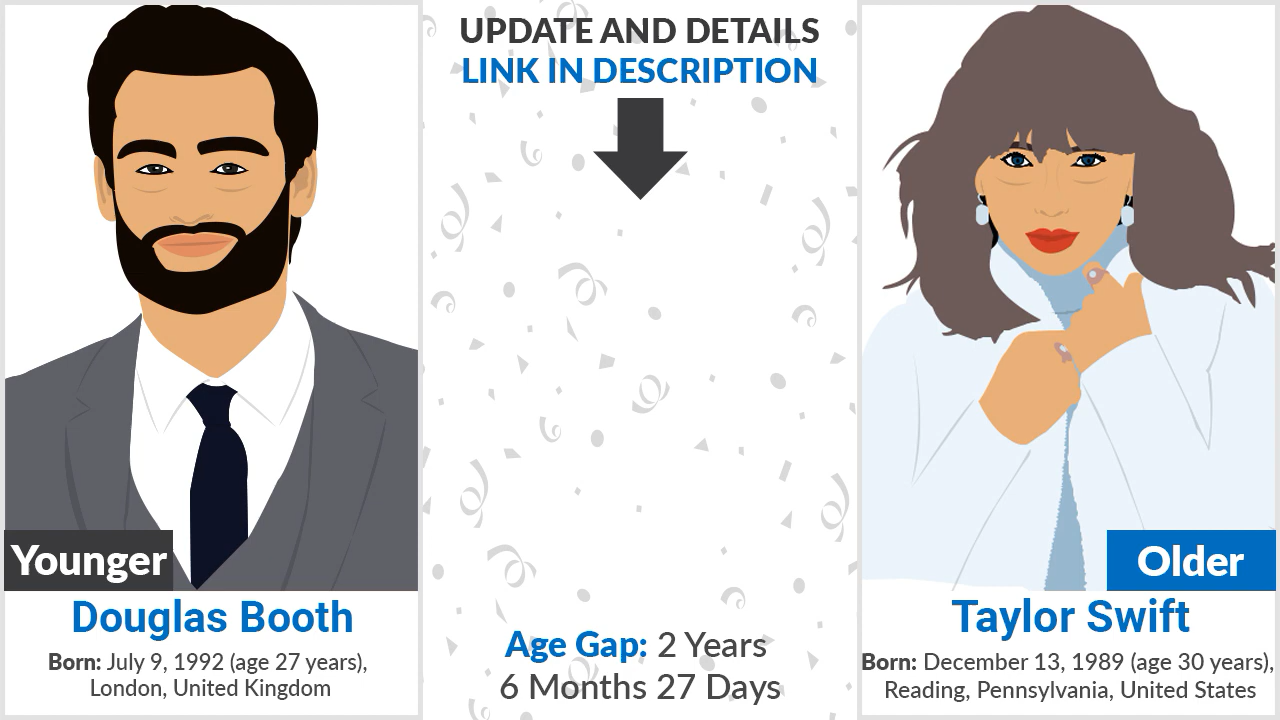 UPDATE AND DETAILS
LINK IN DESCRIPTION
Younger
Older
Douglas Booth
Born: July 9, 1992 (age 27 years),
London, United Kingdom
Age Gap: 2 Years
6 Months 27 Days
Taylor Swift
Born: December 13, 1989 (age 30 years),
Reading, Pennsylvania, United States